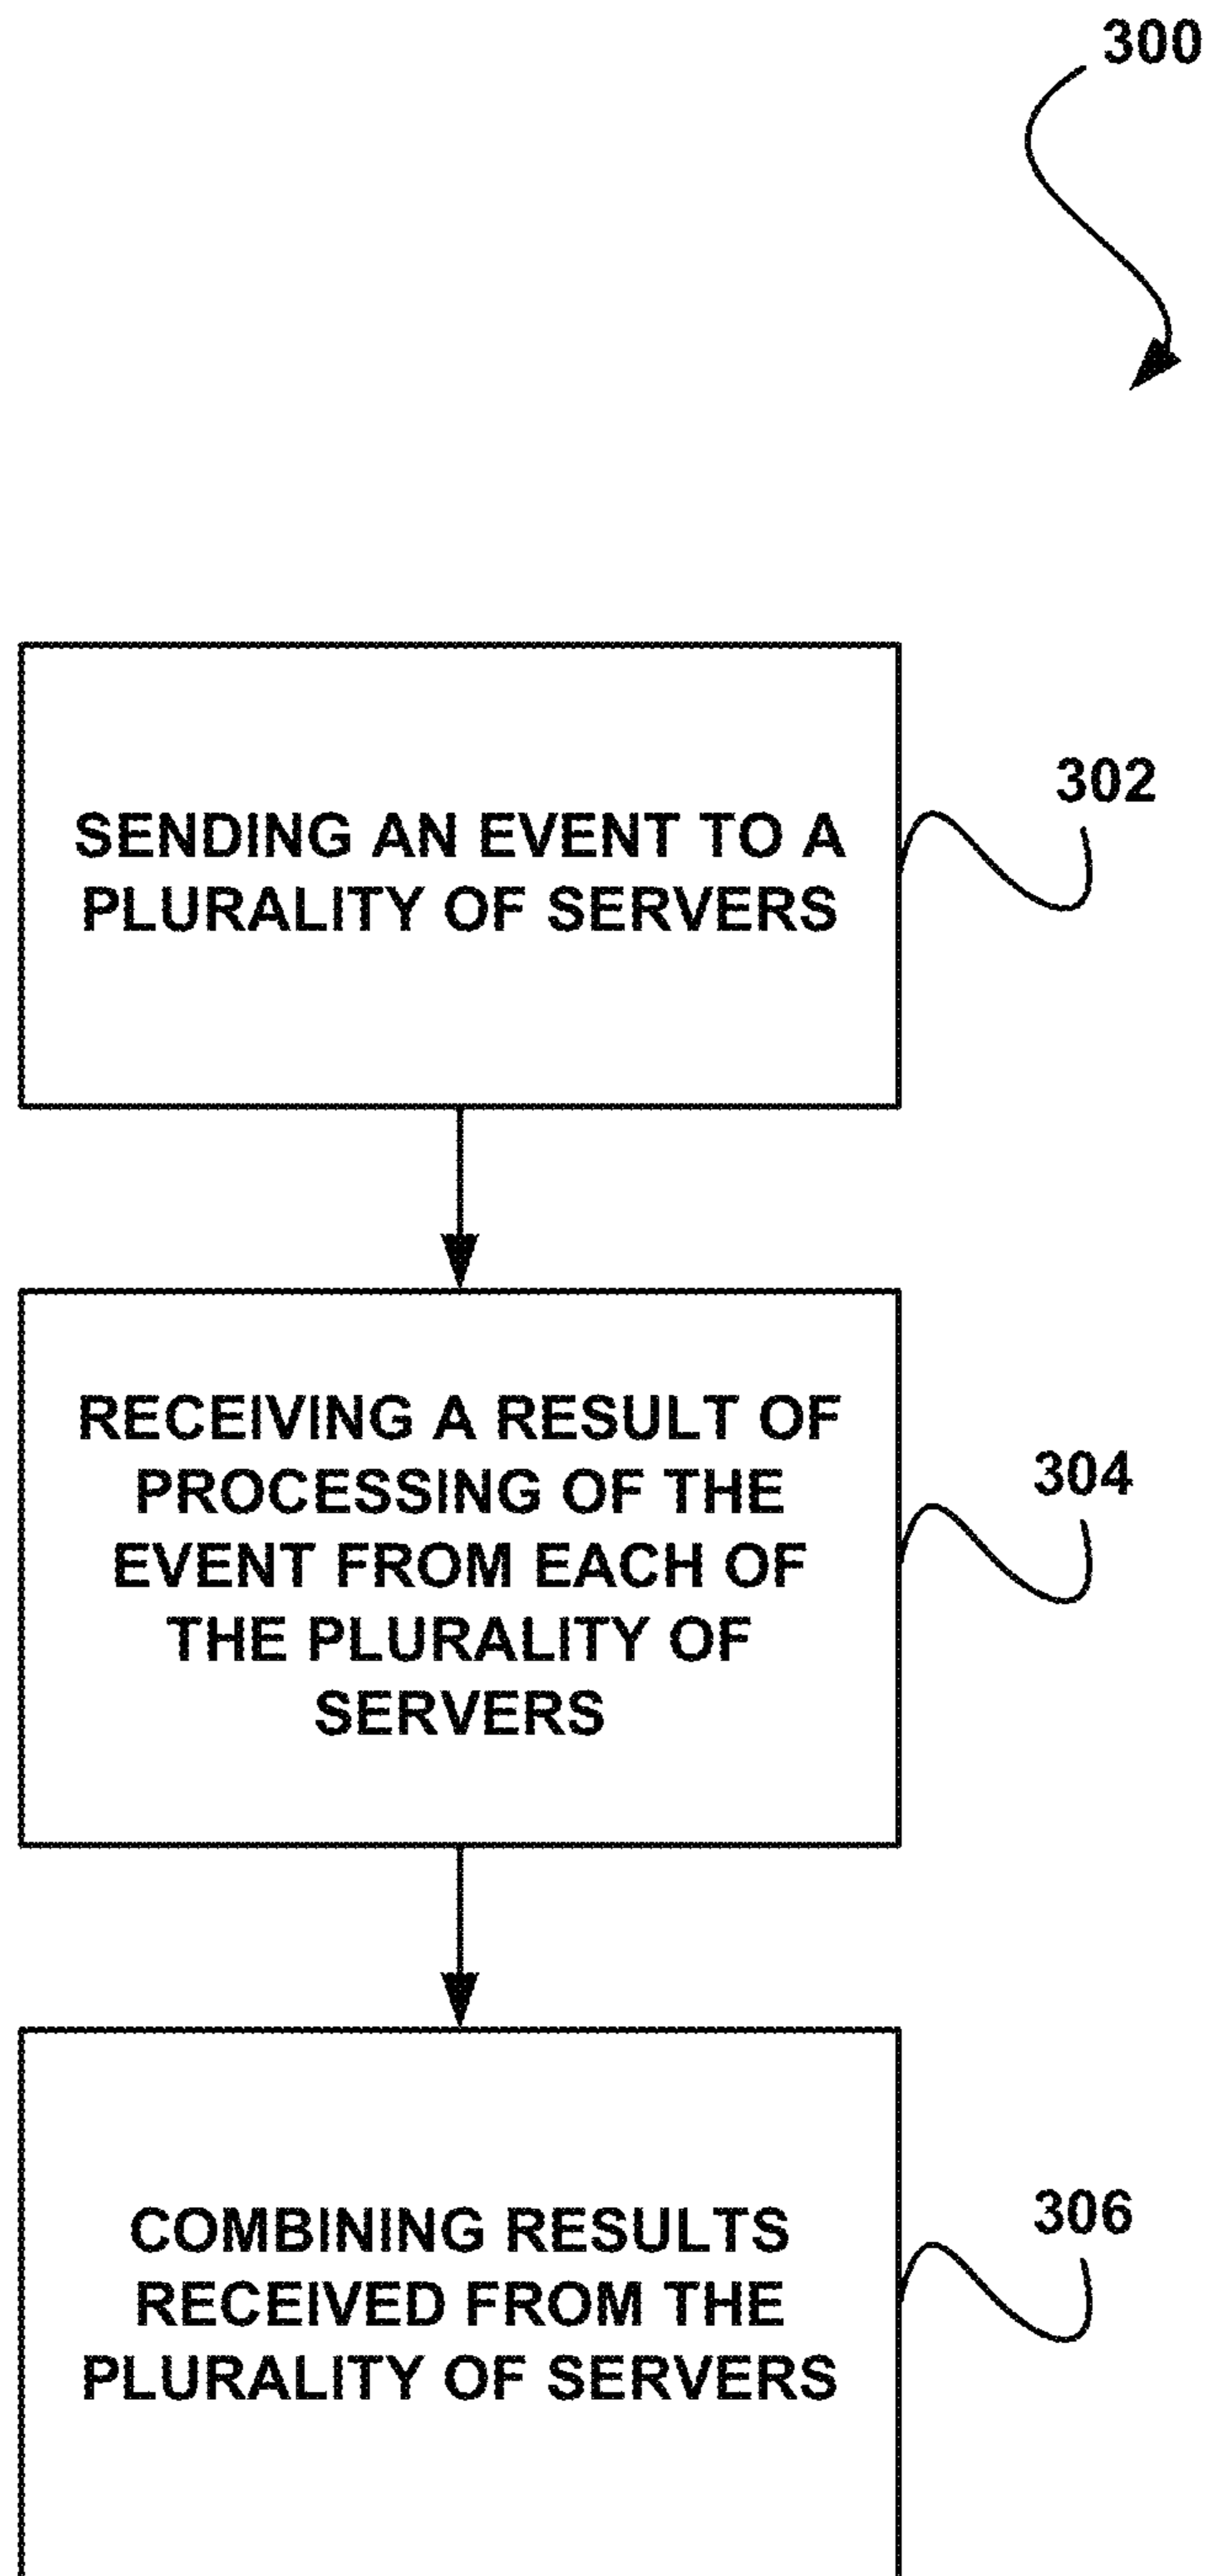 300
302
SENDING AN EVENT TO A
PLURALITY OF SERVERS
304
RECEIVING A RESULT OF
PROCESSING OF THE
EVENT FROM EACH OF
THE PLURALITY OF
SERVERS
306
COMBINING RESULTS
RECEIVED FROM THE
PLURALITY OF SERVERS